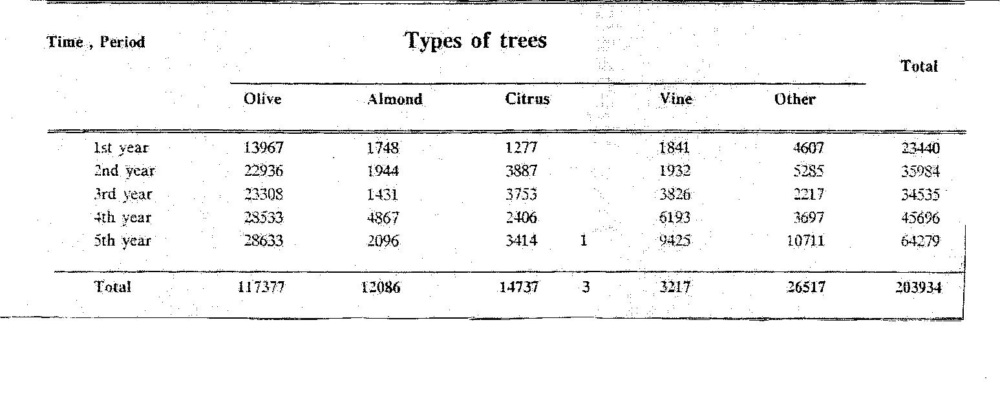 Time , Period Types of trees
Total
Olive Almond Citrus Vine Other
1st year 13967 1748 1277 1841 4607 23440
2nd year 22936 1944 3887 1932 5285 35984
3rd year 23308 1431 3753 3826 2217 34535
4th year 28533 4867 2406 6193 3697 45696
5th year 28633 2096 3414 1 9425 10711 64279
Total 117377 12086 14737 3 3217 26517 203934